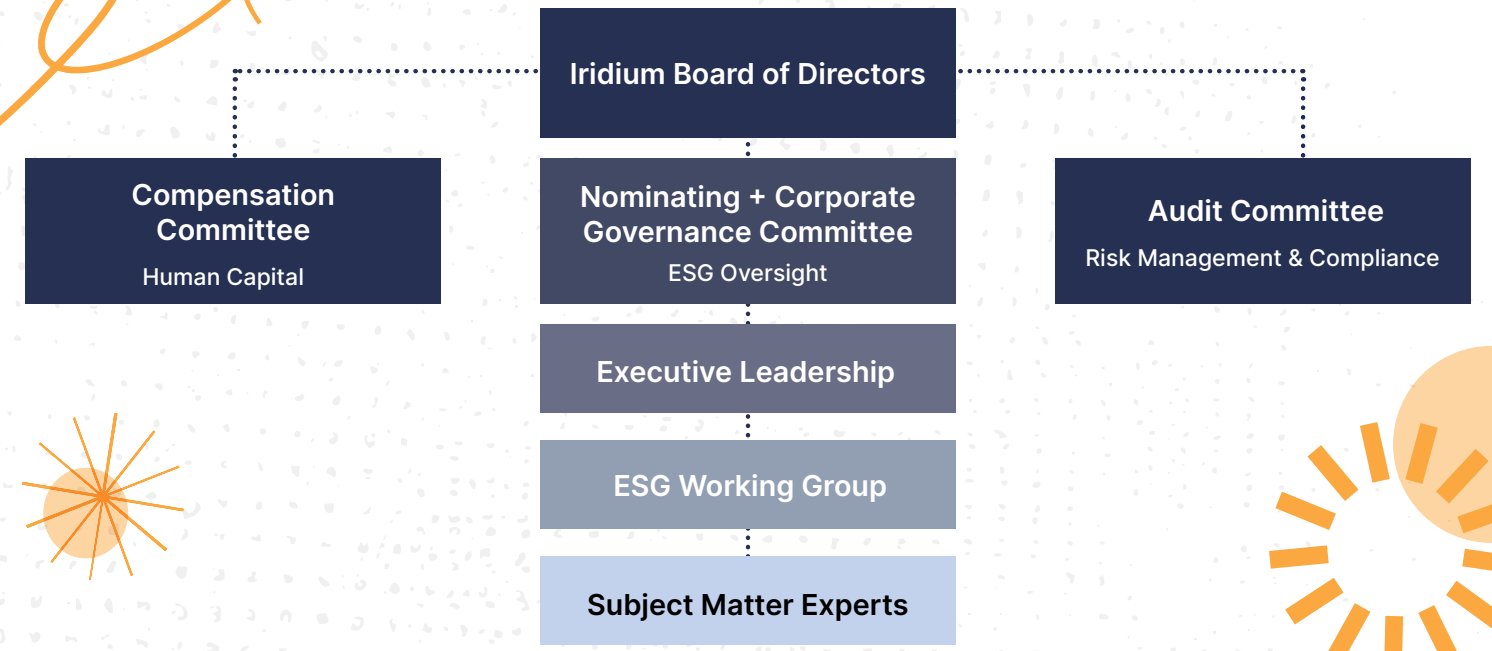 Iridium Board of Directors
Compensation
Committee
Human Capital
Nominating + Corporate
Governance Committee
ESG Oversight
Audit Committee
Risk Management & Compliance
Executive Leadership
ESG Working Group
Subject Matter Experts